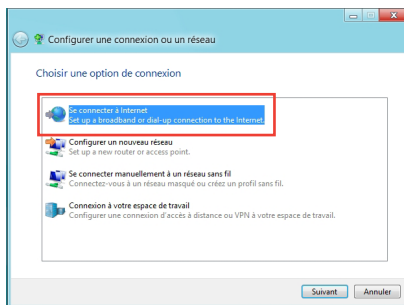 Configurer une connexion ou un réseau
Choisir une option de connexion
Se connecter à Internet
Set up a broadband or dial-up connection to the Internet.
Configurer un nouveau réseau
Set up a new router or access point.
Se connecter manuellement à un réseau sans fil
Connectez-vous à un réseau masqué ou créez un profil sans fil.
Connexion à votre espace de travail
Configurer une connexion d'accès à distance ou VPN à votre espace de travail.
Suivant Annuler